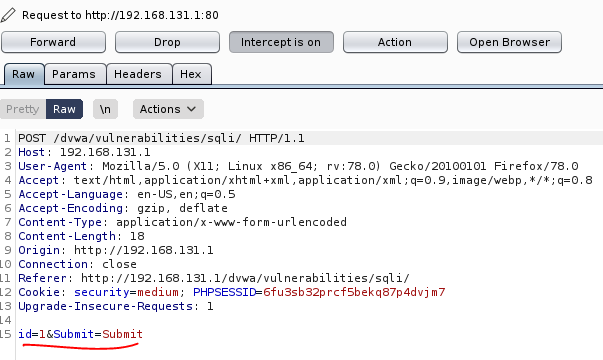 Request to http://192.168.131.1:80
Forward Drop Intercept is on Action Open Browser
Raw Params Headers Hex
Pretty Raw \n Actions
1 POST /dvwa/vulnerabilities/sqli/ HTTP/1.1
2 Host: 192.168.131.1
3 User-Agent: Mozilla/5.0 (X11; Linux x86_64; rv:78.0) Gecko/20100101 Firefox/78.0
4 Accept: text/html,application/xhtml+xml,application/xml;q=0.9,image/webp,*/*;q=0.8
5 Accept-Language: en-US,en;q=0.5
6 Accept-Encoding: gzip, deflate
7 Content-Type: application/x-www-form-urlencoded
8 Content-Length: 18
9 Origin: http://192.168.131.1
10 Connection: close
11 Referer: http://192.168.131.1/dvwa/vulnerabilities/sqli/
12 Cookie: security=medium; PHPSESSID=6fu3sb32prcf5bekq87p4dvjm7
13 Upgrade-Insecure-Requests: 1
14
15 id=1&Submit=Submit